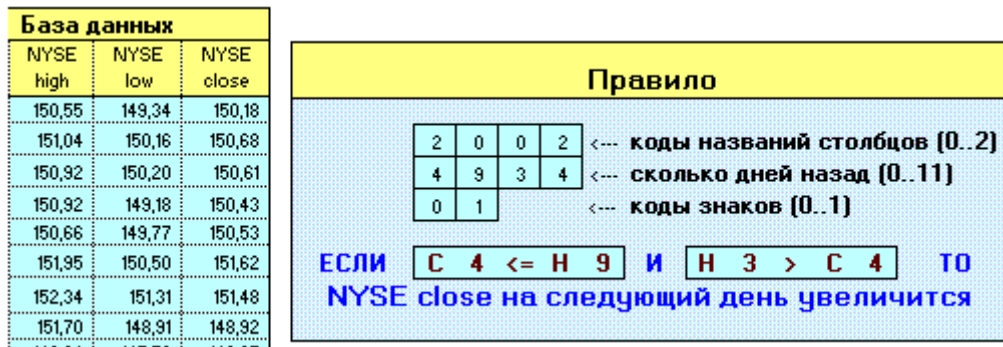 База данных
NYSE NYSE NYSE
high low close
150,55 149,34 150,18
151,04 150,16 150,68
150,92 150,20 150,61
150,92 149,18 150,43
150,66 149,77 150,53
151,95 150,50 151,62
152,34 151,31 151,48
151,70 148,91 148,92
Правило
2 0 0 2 <--- коды названий столбцов (0..2)
4 9 3 4 <--- сколько дней назад (0..11)
0 1 <--- коды знаков (0..1)
ЕСЛИ C 4 <= H 9 И H 3 > C 4 ТО
NYSE close на следующий день увеличится